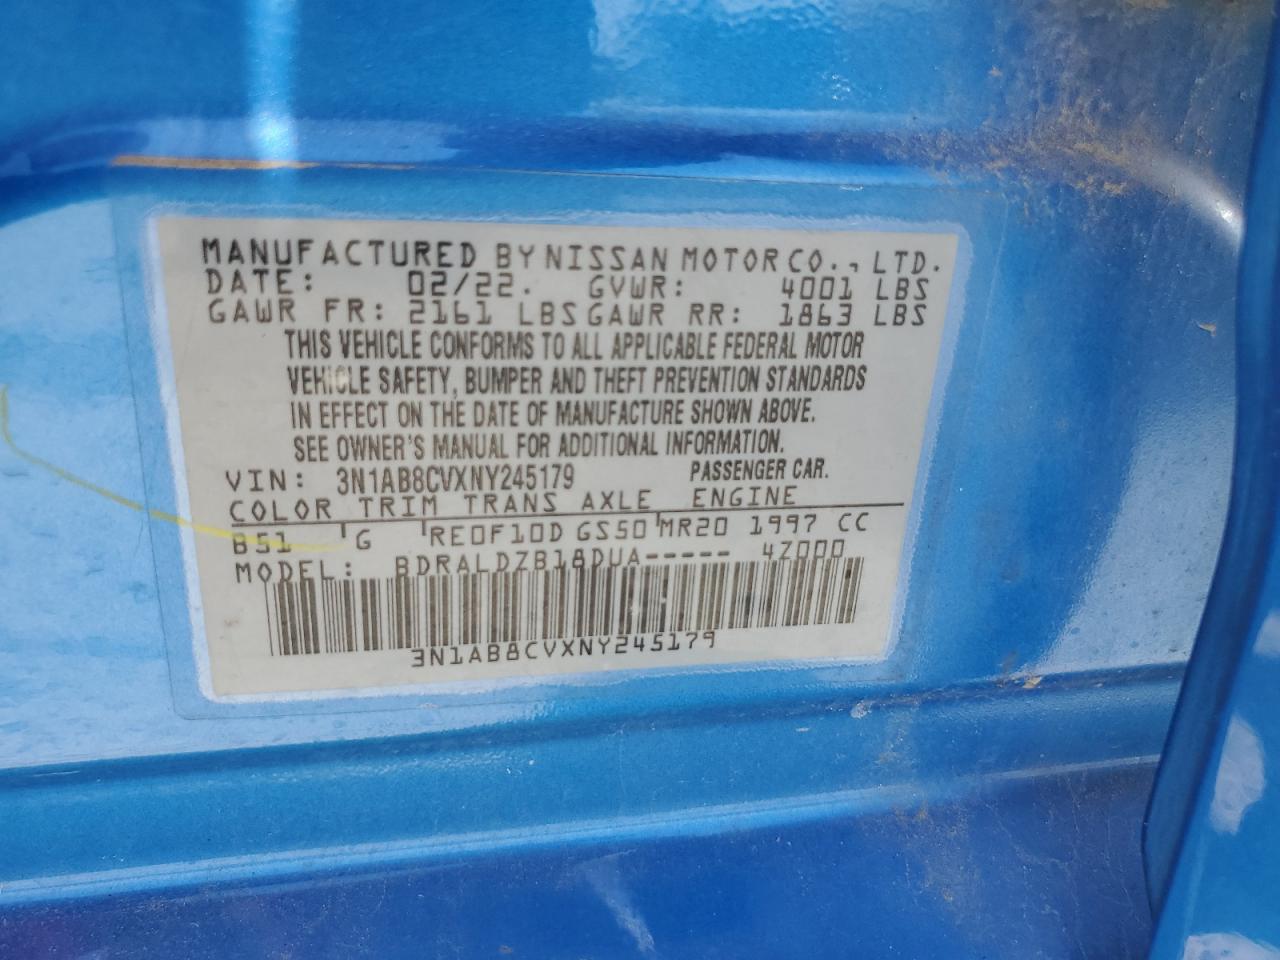 MANUFACTURED BY NISSAN MOTOR CO., LTD.
DATE: 02/22. GVWR: 4001 LBS
GAWR FR: 2161 LBS GAWR RR: 1863 LBS
THIS VEHICLE CONFORMS TO ALL APPLICABLE FEDERAL MOTOR
VEHICLE SAFETY, BUMPER AND THEFT PREVENTION STANDARDS
IN EFFECT ON THE DATE OF MANUFACTURE SHOWN ABOVE.
SEE OWNER'S MANUAL FOR ADDITIONAL INFORMATION.
VIN: 3N1AB8CVXNY245179 PASSENGER CAR.
COLOR TRIM TRANS AXLE ENGINE
B51 G RE0F10D GS50 MR20 1997 CC
MODEL: BDRALDZB18DUA----- 4Z000
3N1AB8CVXNY245179